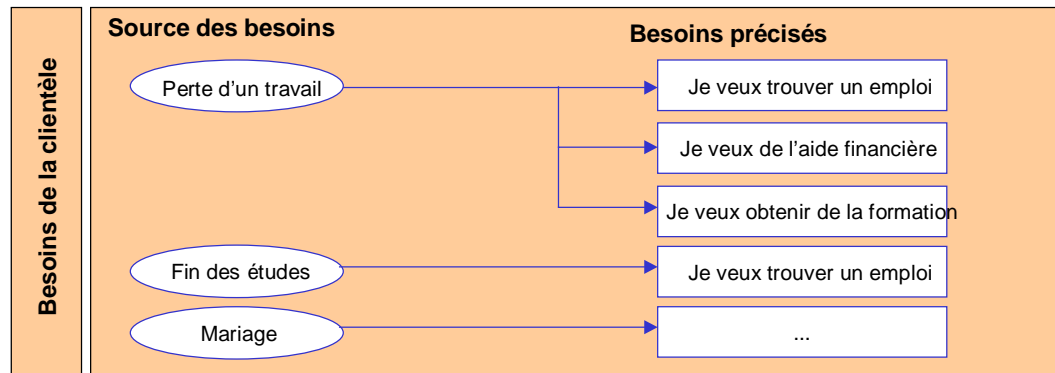 Besoins de la clientèle
Source des besoins
Besoins précisés
Perte d'un travail
Je veux trouver un emploi
Je veux de l'aide financière
Je veux obtenir de la formation
Fin des études
Je veux trouver un emploi
Mariage
...